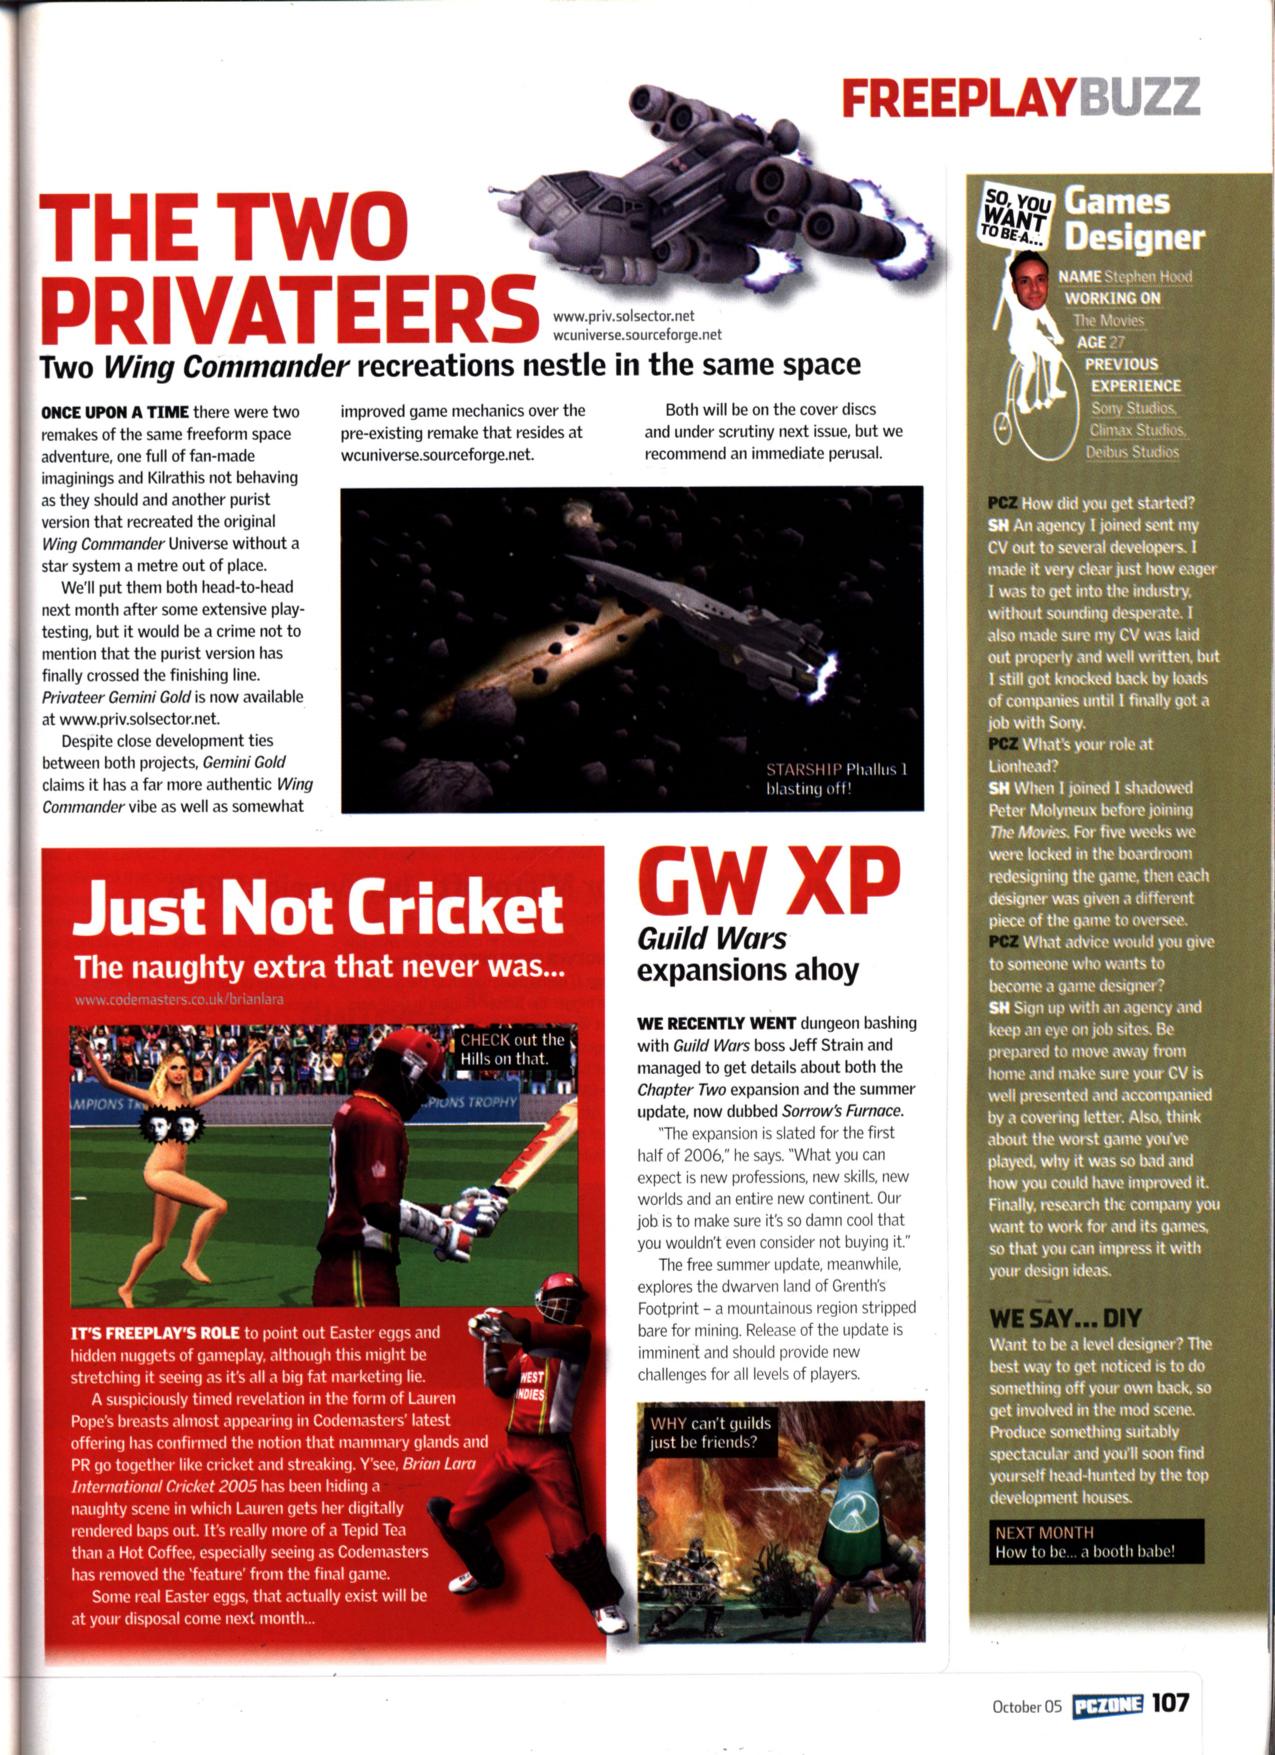 FREEPLAYBUZZ
THE TWO
PRIVATEERS
www.priv.solsector.net
wcuniverse.sourceforge.net
Two Wing Commander recreations nestle in the same space
ONCE UPON A TIME there were two
remakes of the same freeform space
adventure, one full of fan-made
imaginings and Kilrathis not behaving
as they should and another purist
version that recreated the original
Wing Commander Universe without a
star system a metre out of place.
We'll put them both head-to-head
next month after some extensive play-
testing, but it would be a crime not to
mention that the purist version has
finally crossed the finishing line.
Privateer Gemini Gold is now available
at www.priv.solsector.net.
Despite close development ties
between both projects, Gemini Gold
claims it has a far more authentic Wing
Commander vibe as well as somewhat
improved game mechanics over the
pre-existing remake that resides at
wcuniverse.sourceforge.net.
Both will be on the cover discs
and under scrutiny next issue, but we
recommend an immediate perusal.
STARSHIP Phallus 1
blasting off!
Just Not Cricket
The naughty extra that never was...
www.codemasters.co.uk/brianlara
CHECK out the
Hills on that.
AMPIONS TR
PIONS TROPHY
IT'S FREEPLAY'S ROLE to point out Easter eggs and
hidden nuggets of gameplay, although this might be
stretching it seeing as it's all a big fat marketing lie.
A suspiciously timed revelation in the form of Lauren
Pope's breasts almost appearing in Codemasters' latest
offering has confirmed the notion that mammary glands and
PR go together like cricket and streaking. Y'see, Brian Lara
International Cricket 2005 has been hiding a
naughty scene in which Lauren gets her digitally
rendered baps out. It's really more of a Tepid Tea
than a Hot Coffee, especially seeing as Codemasters
has removed the 'feature' from the final game.
Some real Easter eggs, that actually exist will be
at your disposal come next month...
WEST
INDIES
GW XP
Guild Wars
expansions ahoy
WE RECENTLY WENT dungeon bashing
with Guild Wars boss Jeff Strain and
managed to get details about both the
Chapter Two expansion and the summer
update, now dubbed Sorrow's Furnace.
"The expansion is slated for the first
half of 2006," he says. "What you can
expect is new professions, new skills, new
worlds and an entire new continent. Our
job is to make sure it's so damn cool that
you wouldn't even consider not buying it."
The free summer update, meanwhile,
explores the dwarven land of Grenth's
Footprint – a mountainous region stripped
bare for mining. Release of the update is
imminent and should provide new
challenges for all levels of players.
WHY can't guilds
just be friends?
SO, YOU
WANT
TO BE A...
Games
Designer
NAME Stephen Hood
WORKING ON
The Movies
AGE 27
PREVIOUS
EXPERIENCE
Sony Studios,
Climax Studios,
Deibus Studios
PCZ How did you get started?
SH An agency I joined sent my
CV out to several developers. I
made it very clear just how eager
I was to get into the industry,
without sounding desperate. I
also made sure my CV was laid
out properly and well written, but
I still got knocked back by loads
of companies until I finally got a
job with Sony.
PCZ What's your role at
Lionhead?
SH When I joined I shadowed
Peter Molyneux before joining
The Movies. For five weeks we
were locked in the boardroom
redesigning the game, then each
designer was given a different
piece of the game to oversee.
PCZ What advice would you give
to someone who wants to
become a game designer?
SH Sign up with an agency and
keep an eye on job sites. Be
prepared to move away from
home and make sure your CV is
well presented and accompanied
by a covering letter. Also, think
about the worst game you've
played, why it was so bad and
how you could have improved it.
Finally, research the company you
want to work for and its games,
so that you can impress it with
your design ideas.
WE SAY... DIY
Want to be a level designer? The
best way to get noticed is to do
something off your own back, so
get involved in the mod scene.
Produce something suitably
spectacular and you'll soon find
yourself head-hunted by the top
development houses.
NEXT MONTH
How to be... a booth babe!
October 05 PCZONE 107